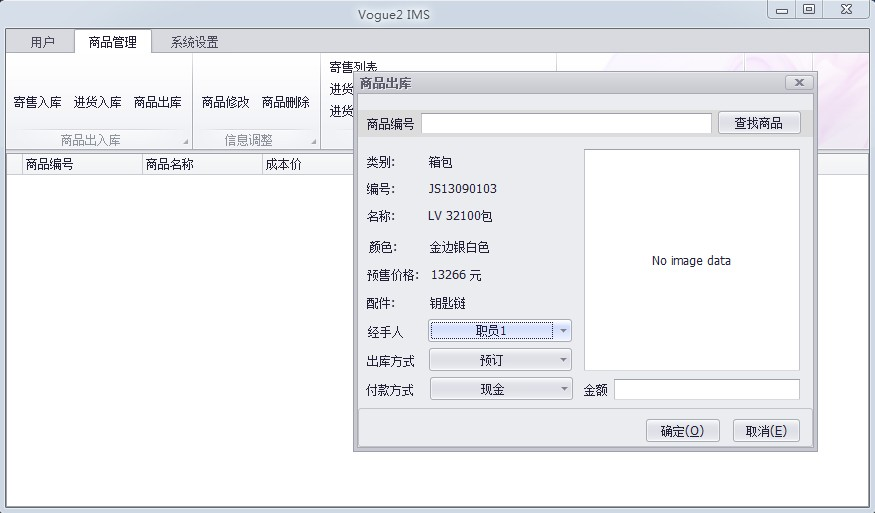 Vogue2 IMS
用户 商品管理 系统设置
寄售入库 进货入库 商品出库
商品出入库
商品修改 商品删除
信息调整
寄售列表
进货
进货
商品编号 商品名称 成本价
商品出库
商品编号 查找商品
类别: 箱包
编号: JS13090103
名称: LV 32100包
颜色: 金边银白色
预售价格: 13266 元
配件: 钥匙链
No image data
经手人 职员1
出库方式 预订
付款方式 现金 金额
确定(O) 取消(E)